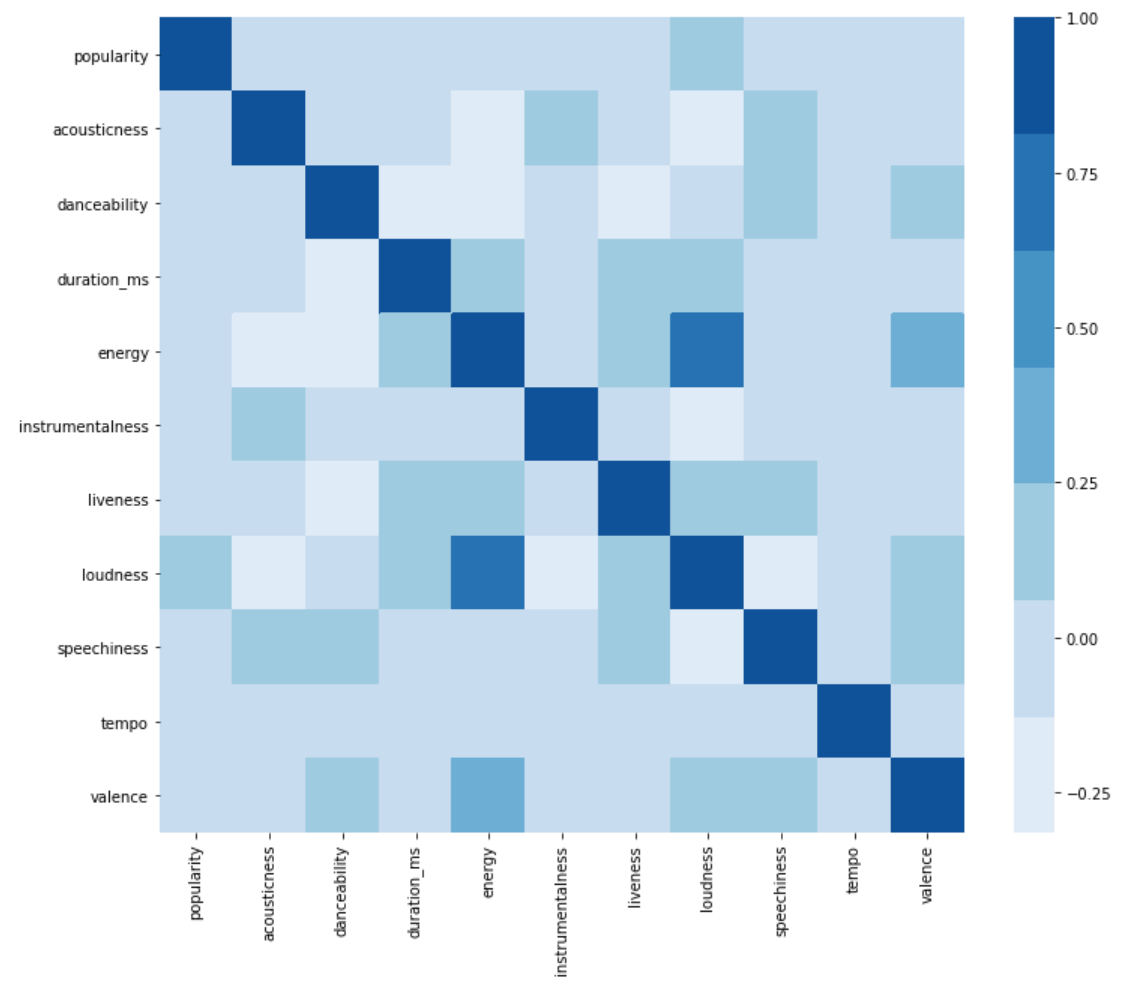 popularity
acousticness
danceability
duration_ms
energy
instrumentalness
liveness
loudness
speechiness
tempo
valence
popularity
acousticness
danceability
duration_ms
energy
instrumentalness
liveness
loudness
speechiness
tempo
valence
1.00
0.75
0.50
0.25
0.00
−0.25